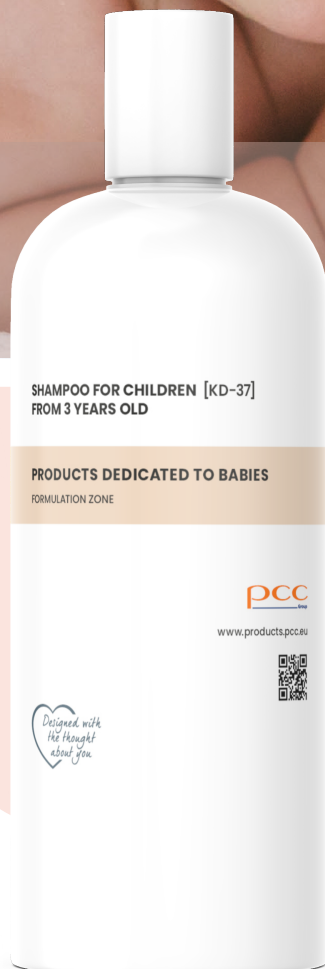 SHAMPOO FOR CHILDREN [KD-37]
FROM 3 YEARS OLD
PRODUCTS DEDICATED TO BABIES
FORMULATION ZONE
pcc
Group
www.products.pcc.eu
Designed with
the thought
about you